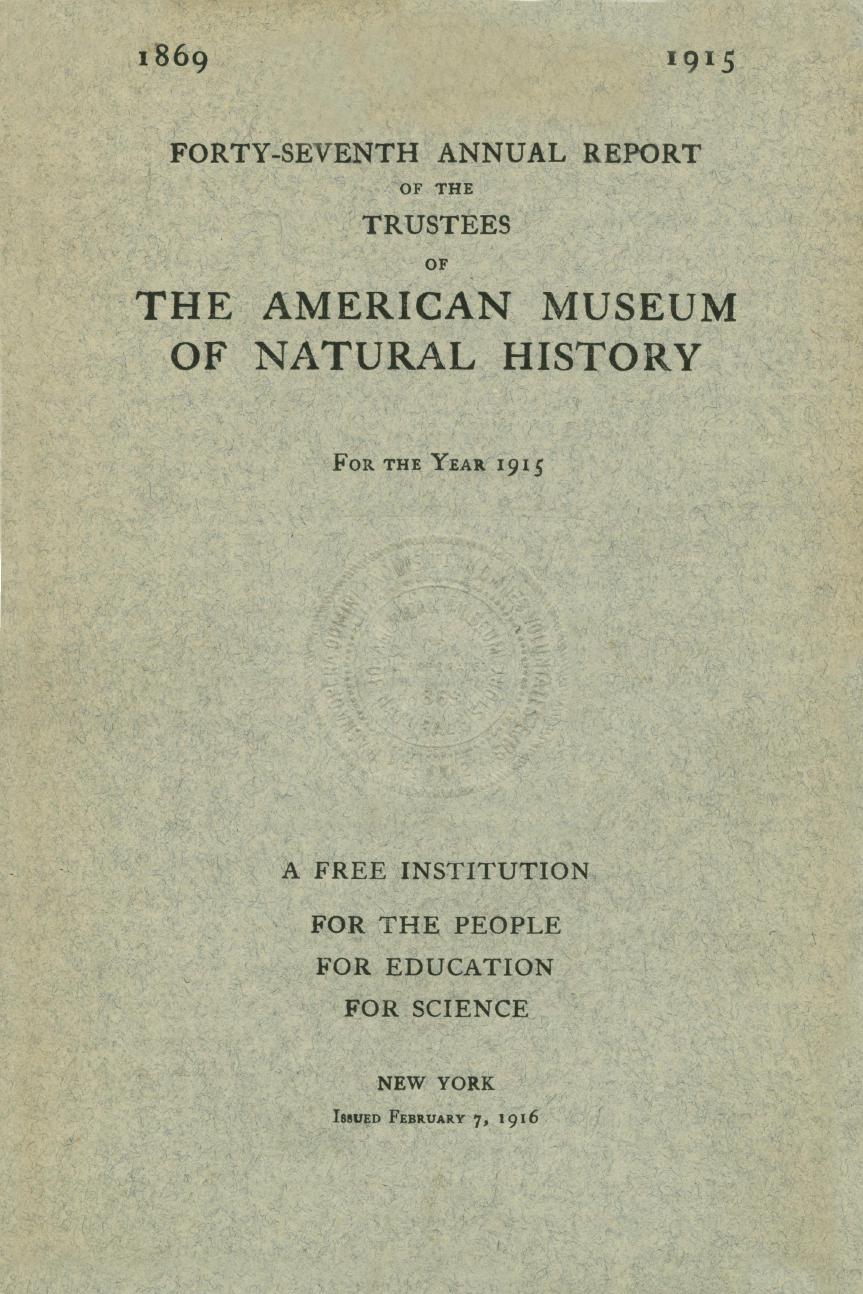 1869 1915
FORTY-SEVENTH ANNUAL REPORT
OF THE
TRUSTEES
OF
THE AMERICAN MUSEUM
OF NATURAL HISTORY
FOR THE YEAR 1915
A FREE INSTITUTION
FOR THE PEOPLE
FOR EDUCATION
FOR SCIENCE
NEW YORK
ISSUED FEBRUARY 7, 1916